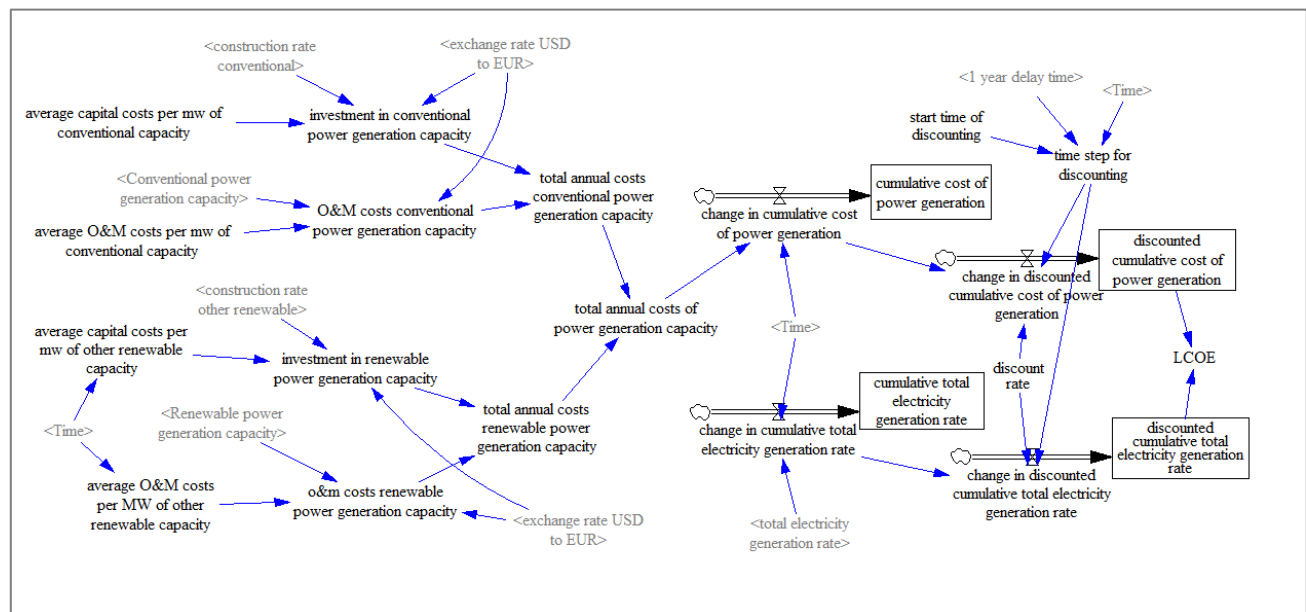 <construction rate
conventional>
<exchange rate USD
to EUR>
average capital costs per mw of
conventional capacity
investment in conventional
power generation capacity
<Conventional power
generation capacity>
average O&M costs per mw of
conventional capacity
O&M costs conventional
power generation capacity
total annual costs
conventional power
generation capacity
<construction rate
other renewable>
average capital costs per
mw of other renewable
capacity
investment in renewable
power generation capacity
<Time>
<Renewable power
generation capacity>
average O&M costs
per MW of other
renewable capacity
o&m costs renewable
power generation capacity
total annual costs
renewable power
generation capacity
<exchange rate USD
to EUR>
total annual costs of
power generation capacity
cumulative cost of
power generation
change in cumulative cost
of power generation
<Time>
cumulative total
electricity
generation rate
change in cumulative total
electricity generation rate
<total electricity
generation rate>
<1 year delay time>
<Time>
start time of
discounting
time step for
discounting
discounted
cumulative cost of
power generation
change in discounted
cumulative cost of power
generation
discount
rate
LCOE
discounted
cumulative total
electricity generation
rate
change in discounted
cumulative total electricity
generation rate